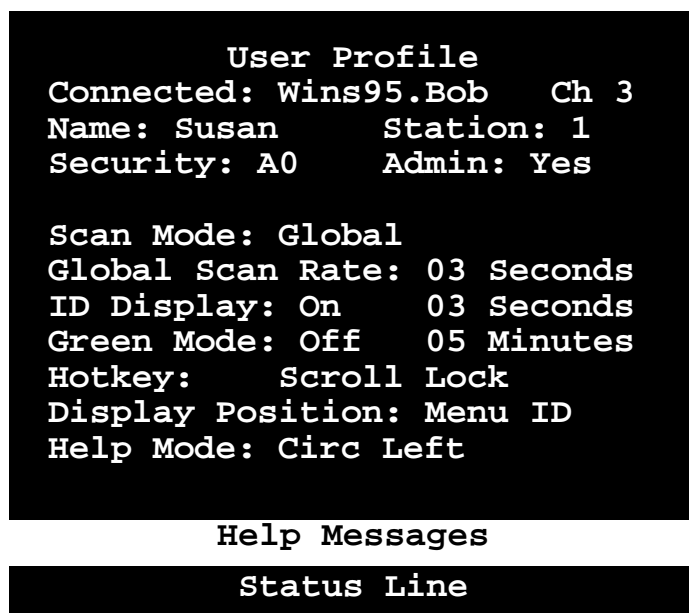 User Profile
Connected: Wins95.Bob Ch 3
Name: Susan Station: 1
Security: A0 Admin: Yes
Scan Mode: Global
Global Scan Rate: 03 Seconds
ID Display: On 03 Seconds
Green Mode: Off 05 Minutes
Hotkey: Scroll Lock
Display Position: Menu ID
Help Mode: Circ Left
Help Messages
Status Line